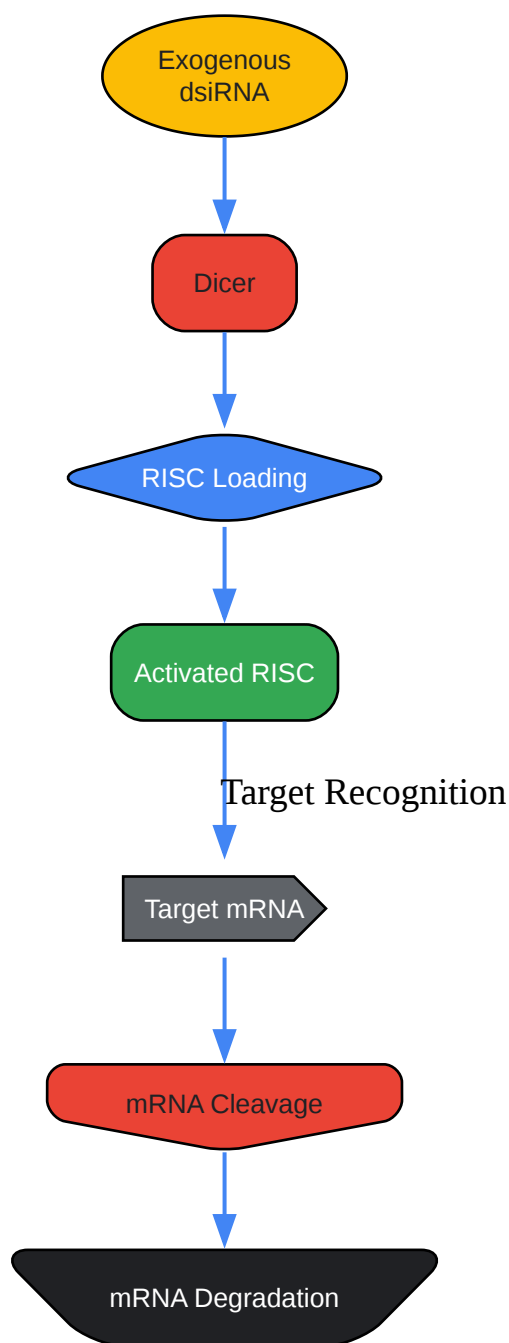 Exogenous
dsiRNA
Dicer
RISC Loading
Activated RISC
Target Recognition
Target mRNA
mRNA Cleavage
mRNA Degradation